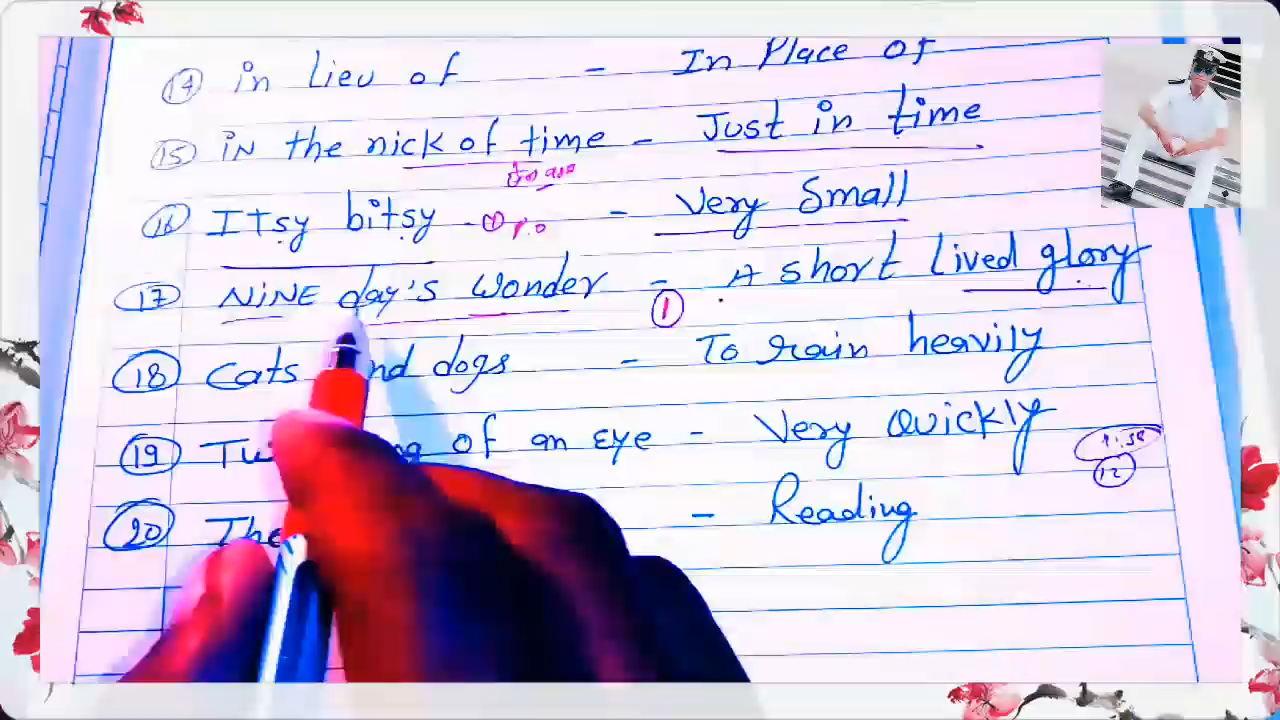 14 in lieu of - In Place of
15 IN the nick of time - Just in time
16 Itsy bitsy - Very Small
17 NINE day's wonder - A short lived glory
1
18 Cats nd dogs - To rain heavily
19 of an EYE - Very Quickly
12
20 The - Reading